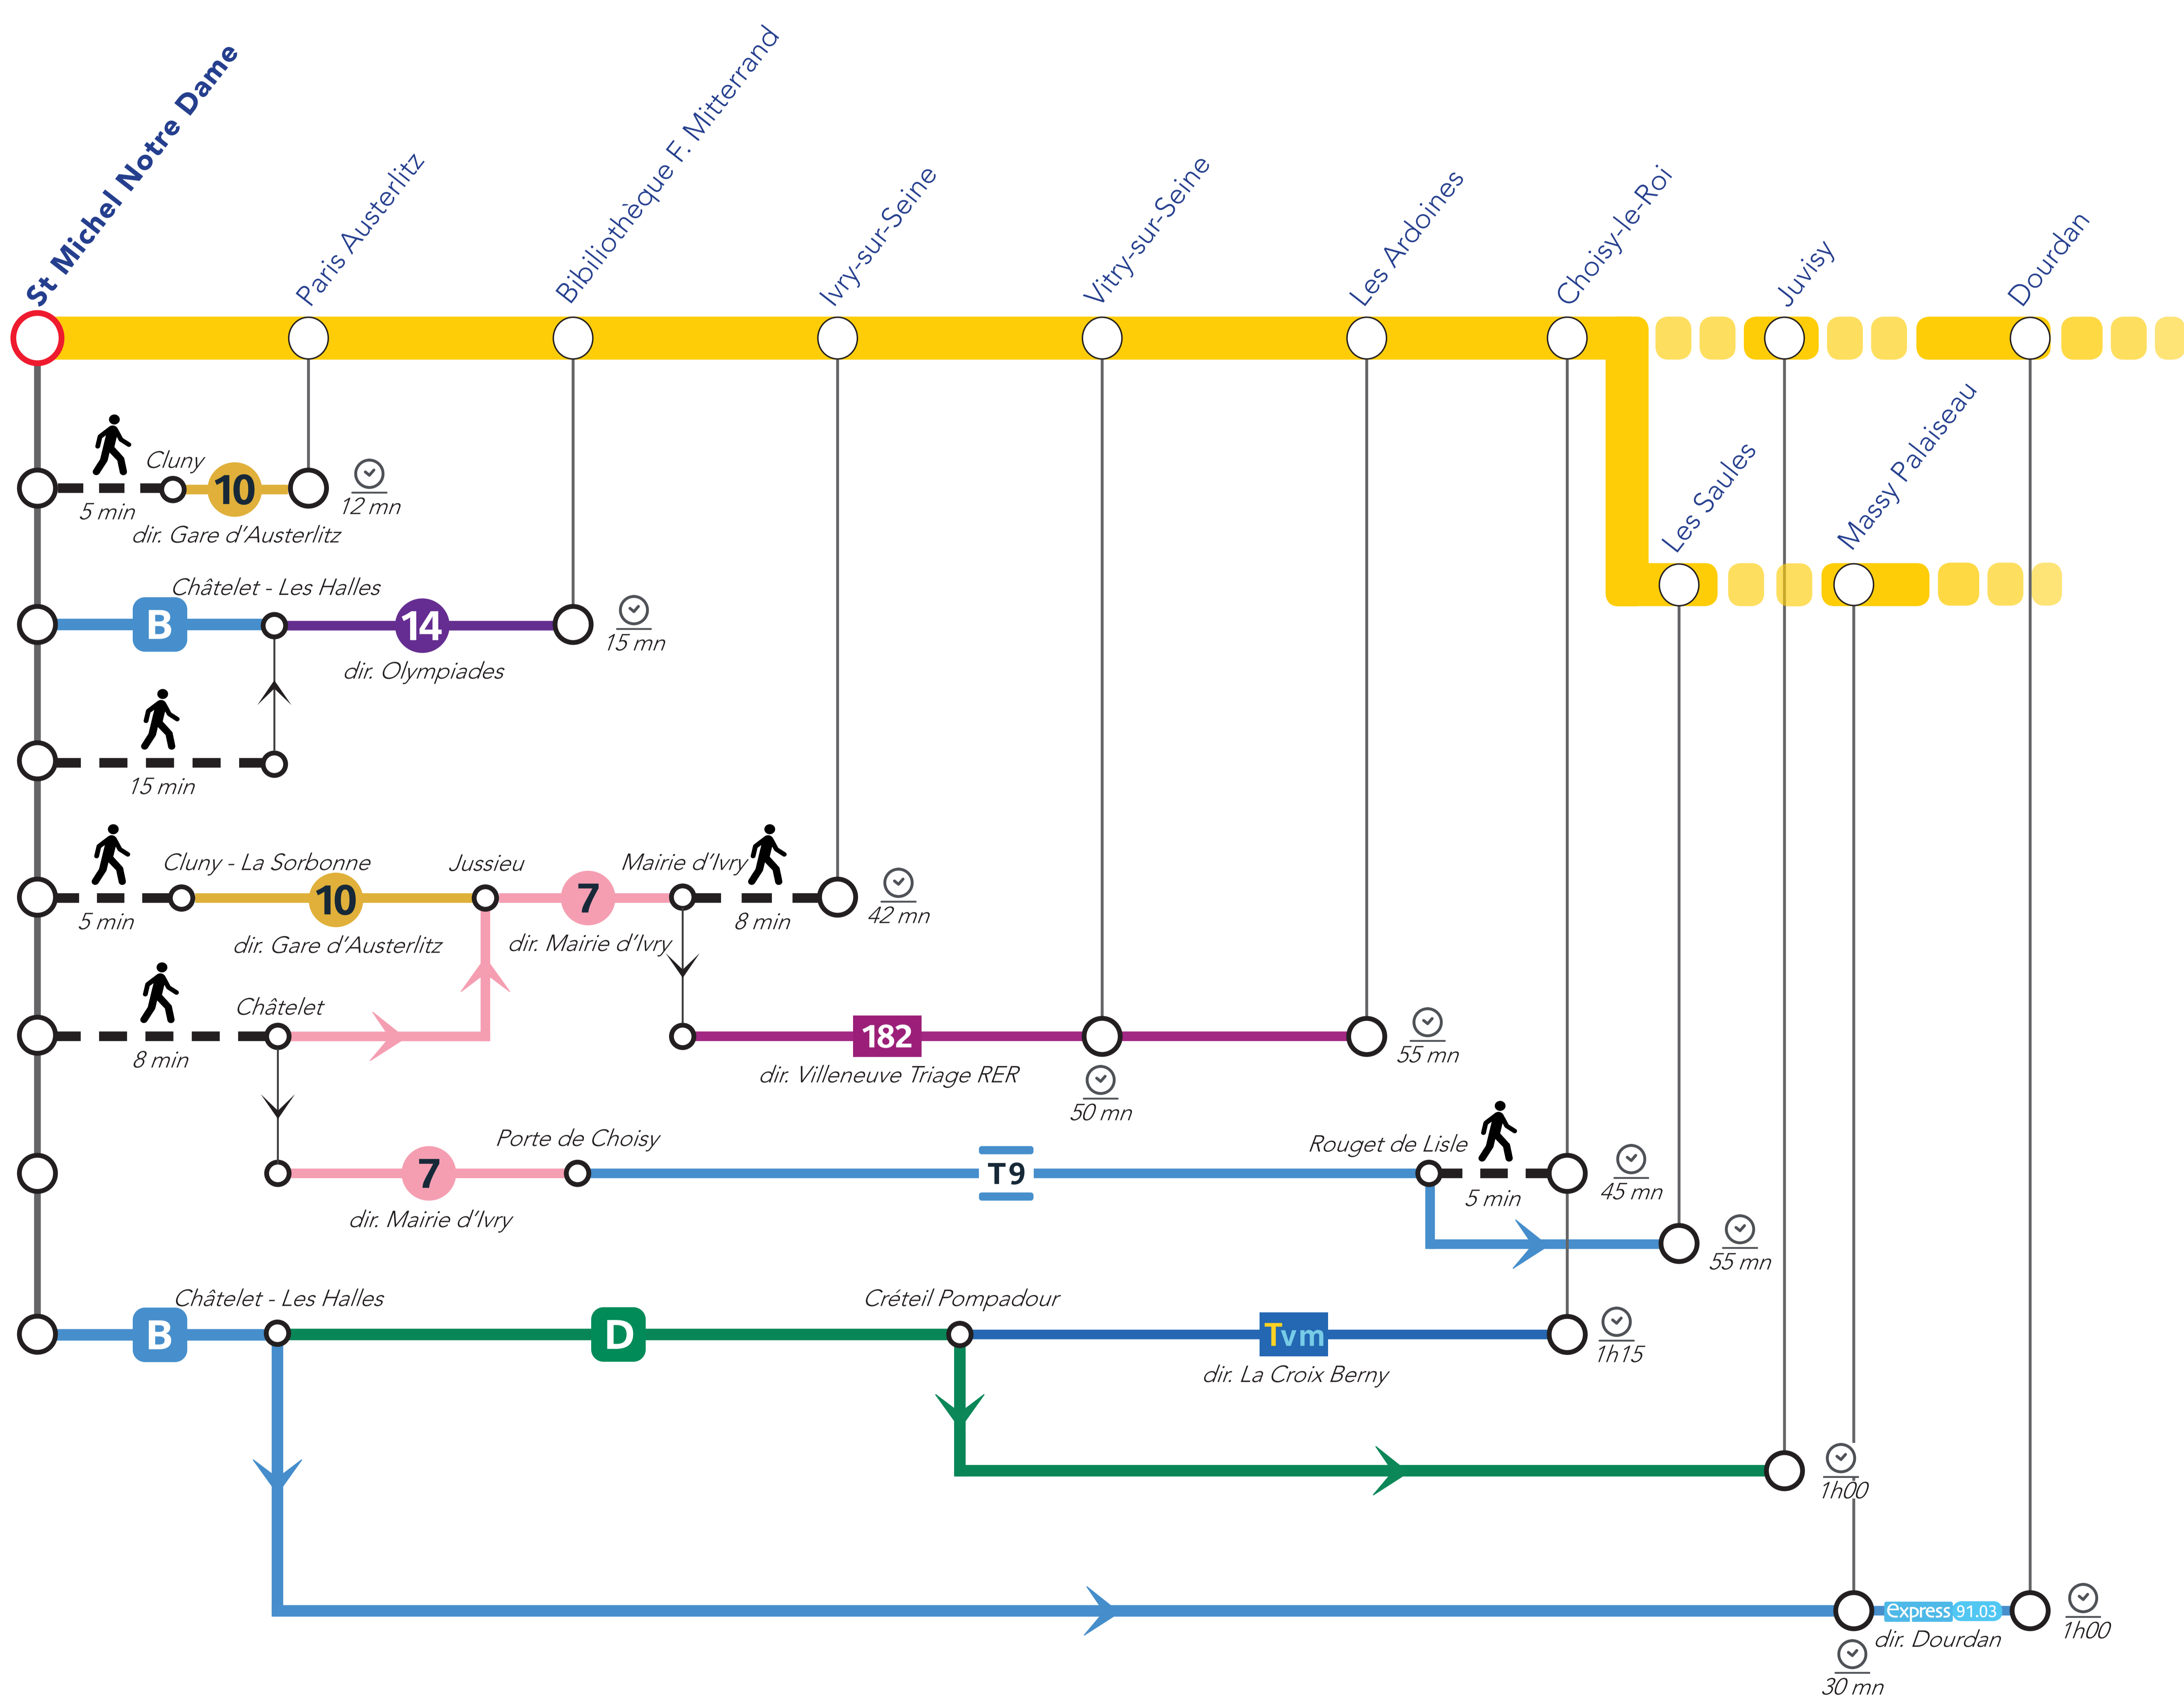 St Michel Notre Dame
Paris Austerlitz
Bibiliothèque F. Mitterrand
Ivry-sur-Seine
Vitry-sur-Seine
Les Ardoines
Choisy-le-Roi
Juvisy
Dourdan
Les Saules
Massy Palaiseau
Cluny
10
5 min
dir. Gare d'Austerlitz
12 mn
Châtelet - Les Halles
B
14
dir. Olympiades
15 mn
15 min
Cluny - La Sorbonne
Jussieu
Mairie d'Ivry
10
7
5 min
dir. Gare d'Austerlitz
dir. Mairie d'Ivry
8 min
42 mn
Châtelet
8 min
182
dir. Villeneuve Triage RER
50 mn
55 mn
Porte de Choisy
Rouget de Lisle
7
T9
dir. Mairie d'Ivry
5 min
45 mn
55 mn
Châtelet - Les Halles
Créteil Pompadour
B
D
Tvm
dir. La Croix Berny
1h15
1h00
express 91.03
dir. Dourdan
1h00
30 mn